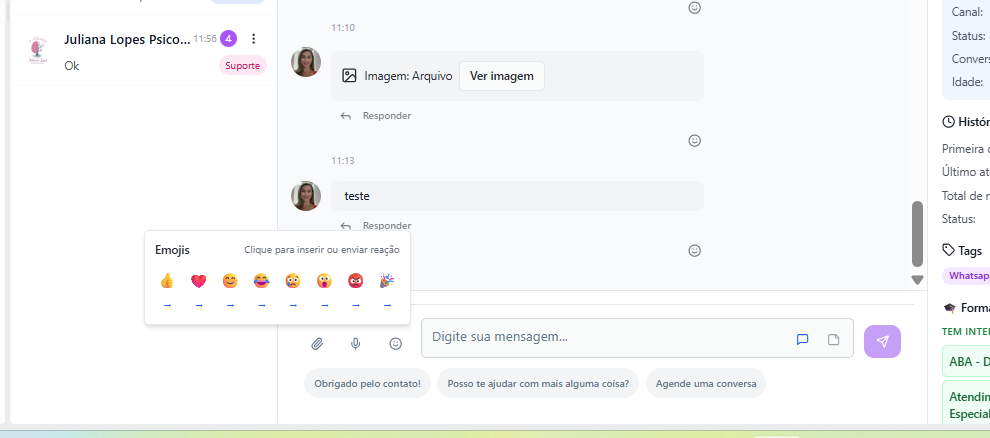 Juliana Lopes Psico... 11:56 4
Ok
Suporte
11:10
Imagem: Arquivo Ver imagem
Responder
11:13
teste
Responder
Emojis Clique para inserir ou enviar reação
→ → → → → → → →
Digite sua mensagem...
Obrigado pelo contato! Posso te ajudar com mais alguma coisa? Agende uma conversa
Canal:
Status:
Convers
Idade:
Histór
Primeira c
Último at
Total de m
Status:
Tags
Whatsap
Forma
TEM INTER
ABA - D
Atendin
Especial